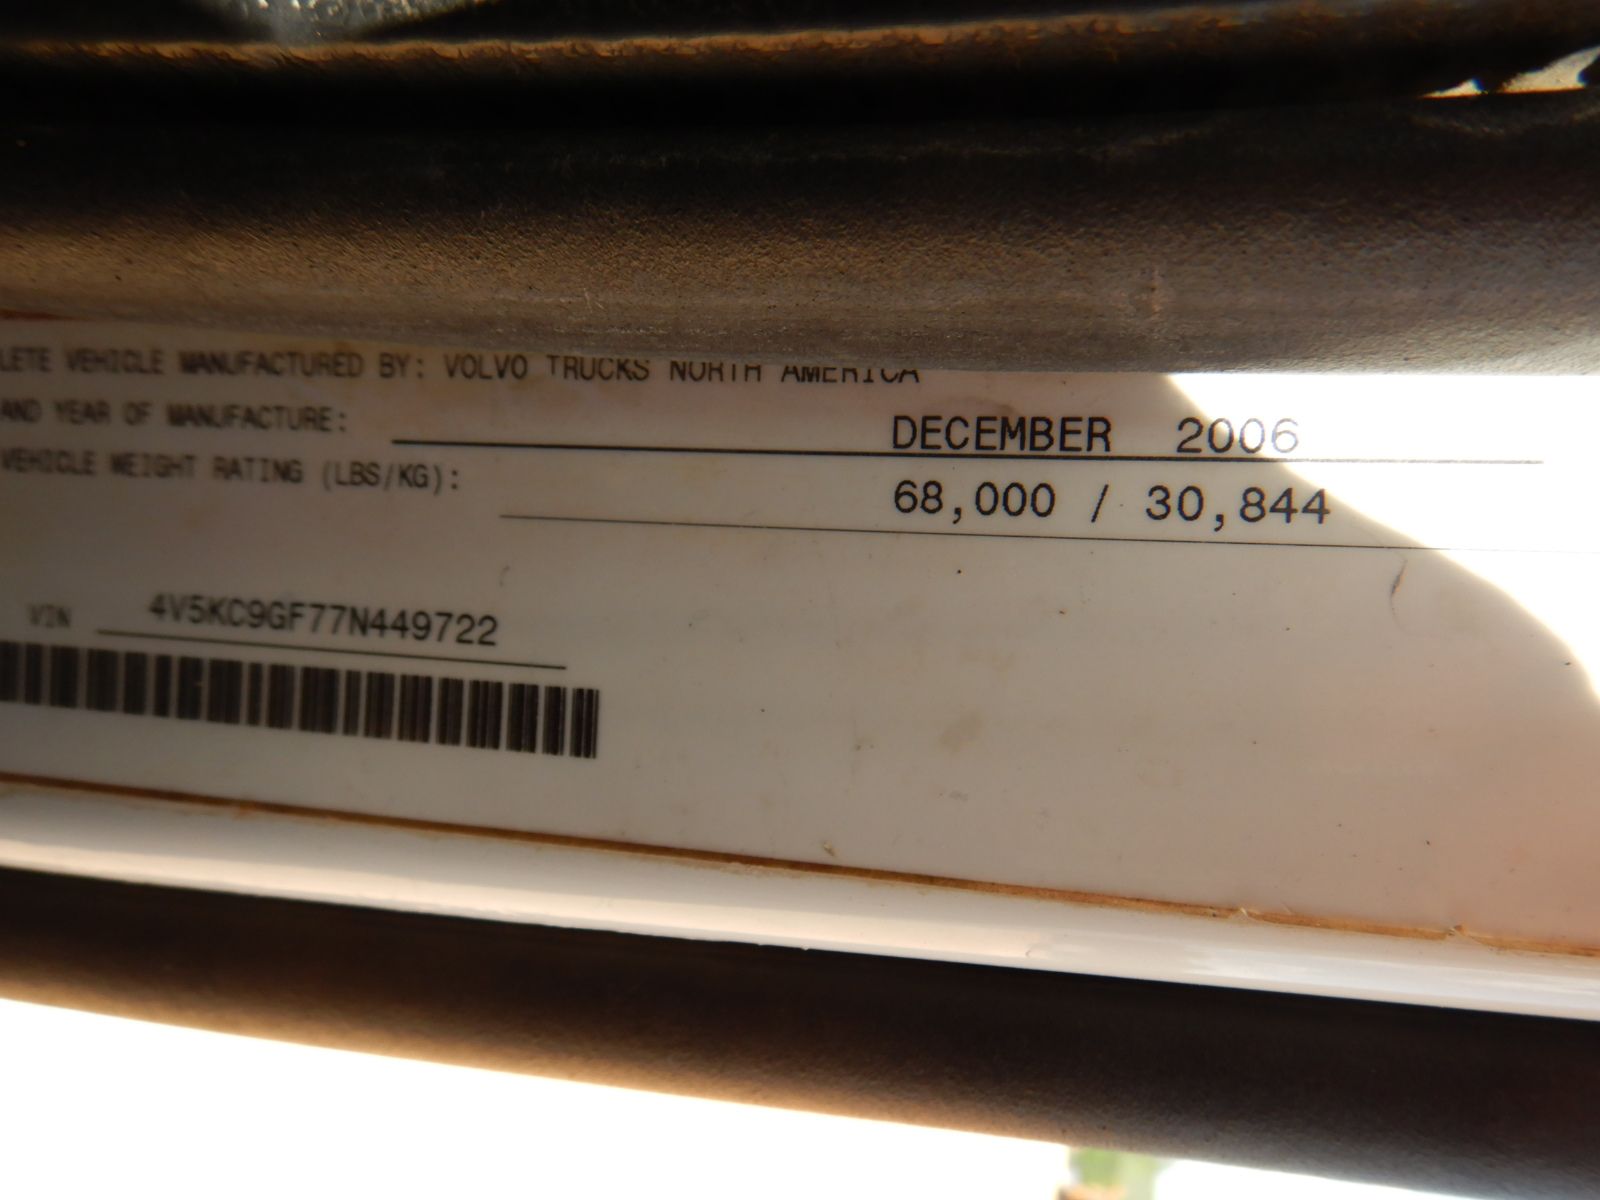 LETE VEHICLE MANUFACTURED BY: VOLVO TRUCKS NORTH AMERICA
AND YEAR OF MANUFACTURE: DECEMBER 2006
VEHICLE WEIGHT RATING (LBS/KG): 68,000 / 30,844
VIN 4V5KC9GF77N449722